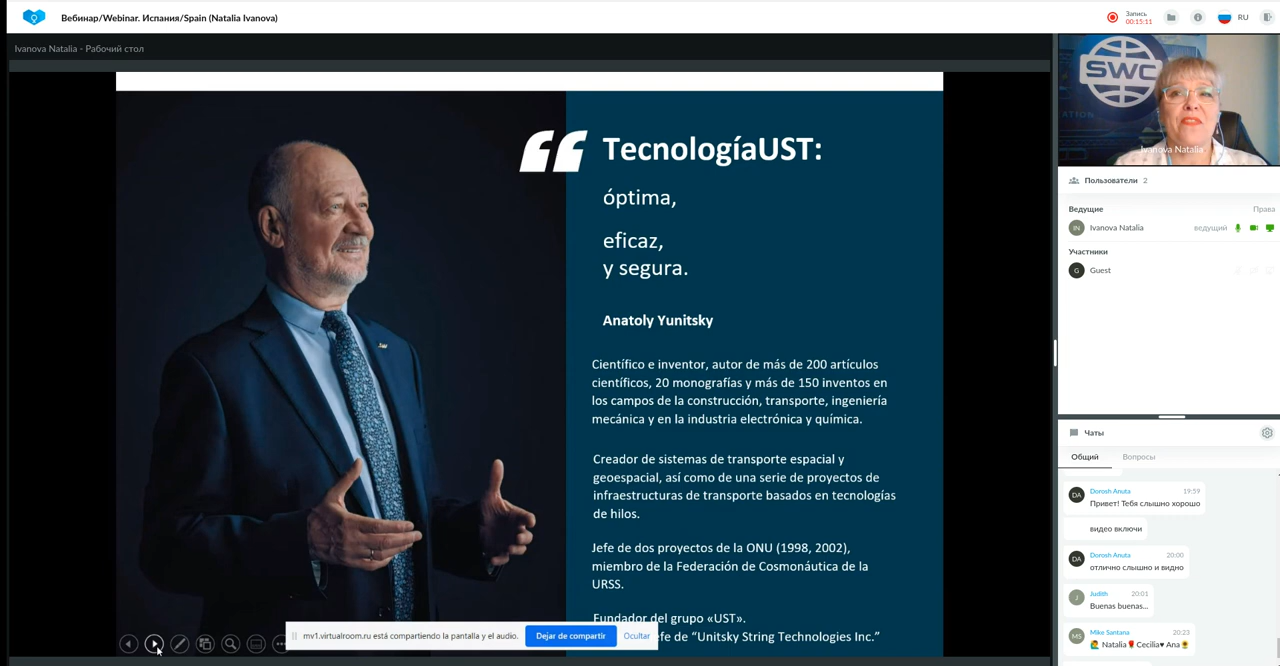 Вебинар/Webinar. Испания/Spain (Natalia Ivanova)
Запись
00:15:11
RU
Ivanova Natalia - Рабочий стол
SWC
Ivanova Natalia
TecnologíaUST:
óptima,
eficaz,
y segura.
Anatoly Yunitsky
Científico e inventor, autor de más de 200 artículos
científicos, 20 monografías y más de 150 inventos en
los campos de la construcción, transporte, ingeniería
mecánica y en la industria electrónica y química.
Creador de sistemas de transporte espacial y
geoespacial, así como de una serie de proyectos de
infraestructuras de transporte basados en tecnologías
de hilos.
Jefe de dos proyectos de la ONU (1998, 2002),
miembro de la Federación de Cosmonáutica de la
URSS.
Fundador del grupo «UST».
efe de “Unitsky String Technologies Inc.”
mv1.virtualroom.ru está compartiendo la pantalla y el audio.
Dejar de compartir
Ocultar
Пользователи 2
Ведущие
Права
IN
Ivanova Natalia
ведущий
Участники
G
Guest
Чаты
Общий
Вопросы
DA
Dorosh Anuta
19:59
Привет! Тебя слышно хорошо
видео включи
DA
Dorosh Anuta
20:00
отлично слышно и видно
J
Judith
20:01
Buenas buenas...
MS
Mike Santana
20:23
🙋‍♂️ Natalia🌹Cecilia♥ Ana🌻